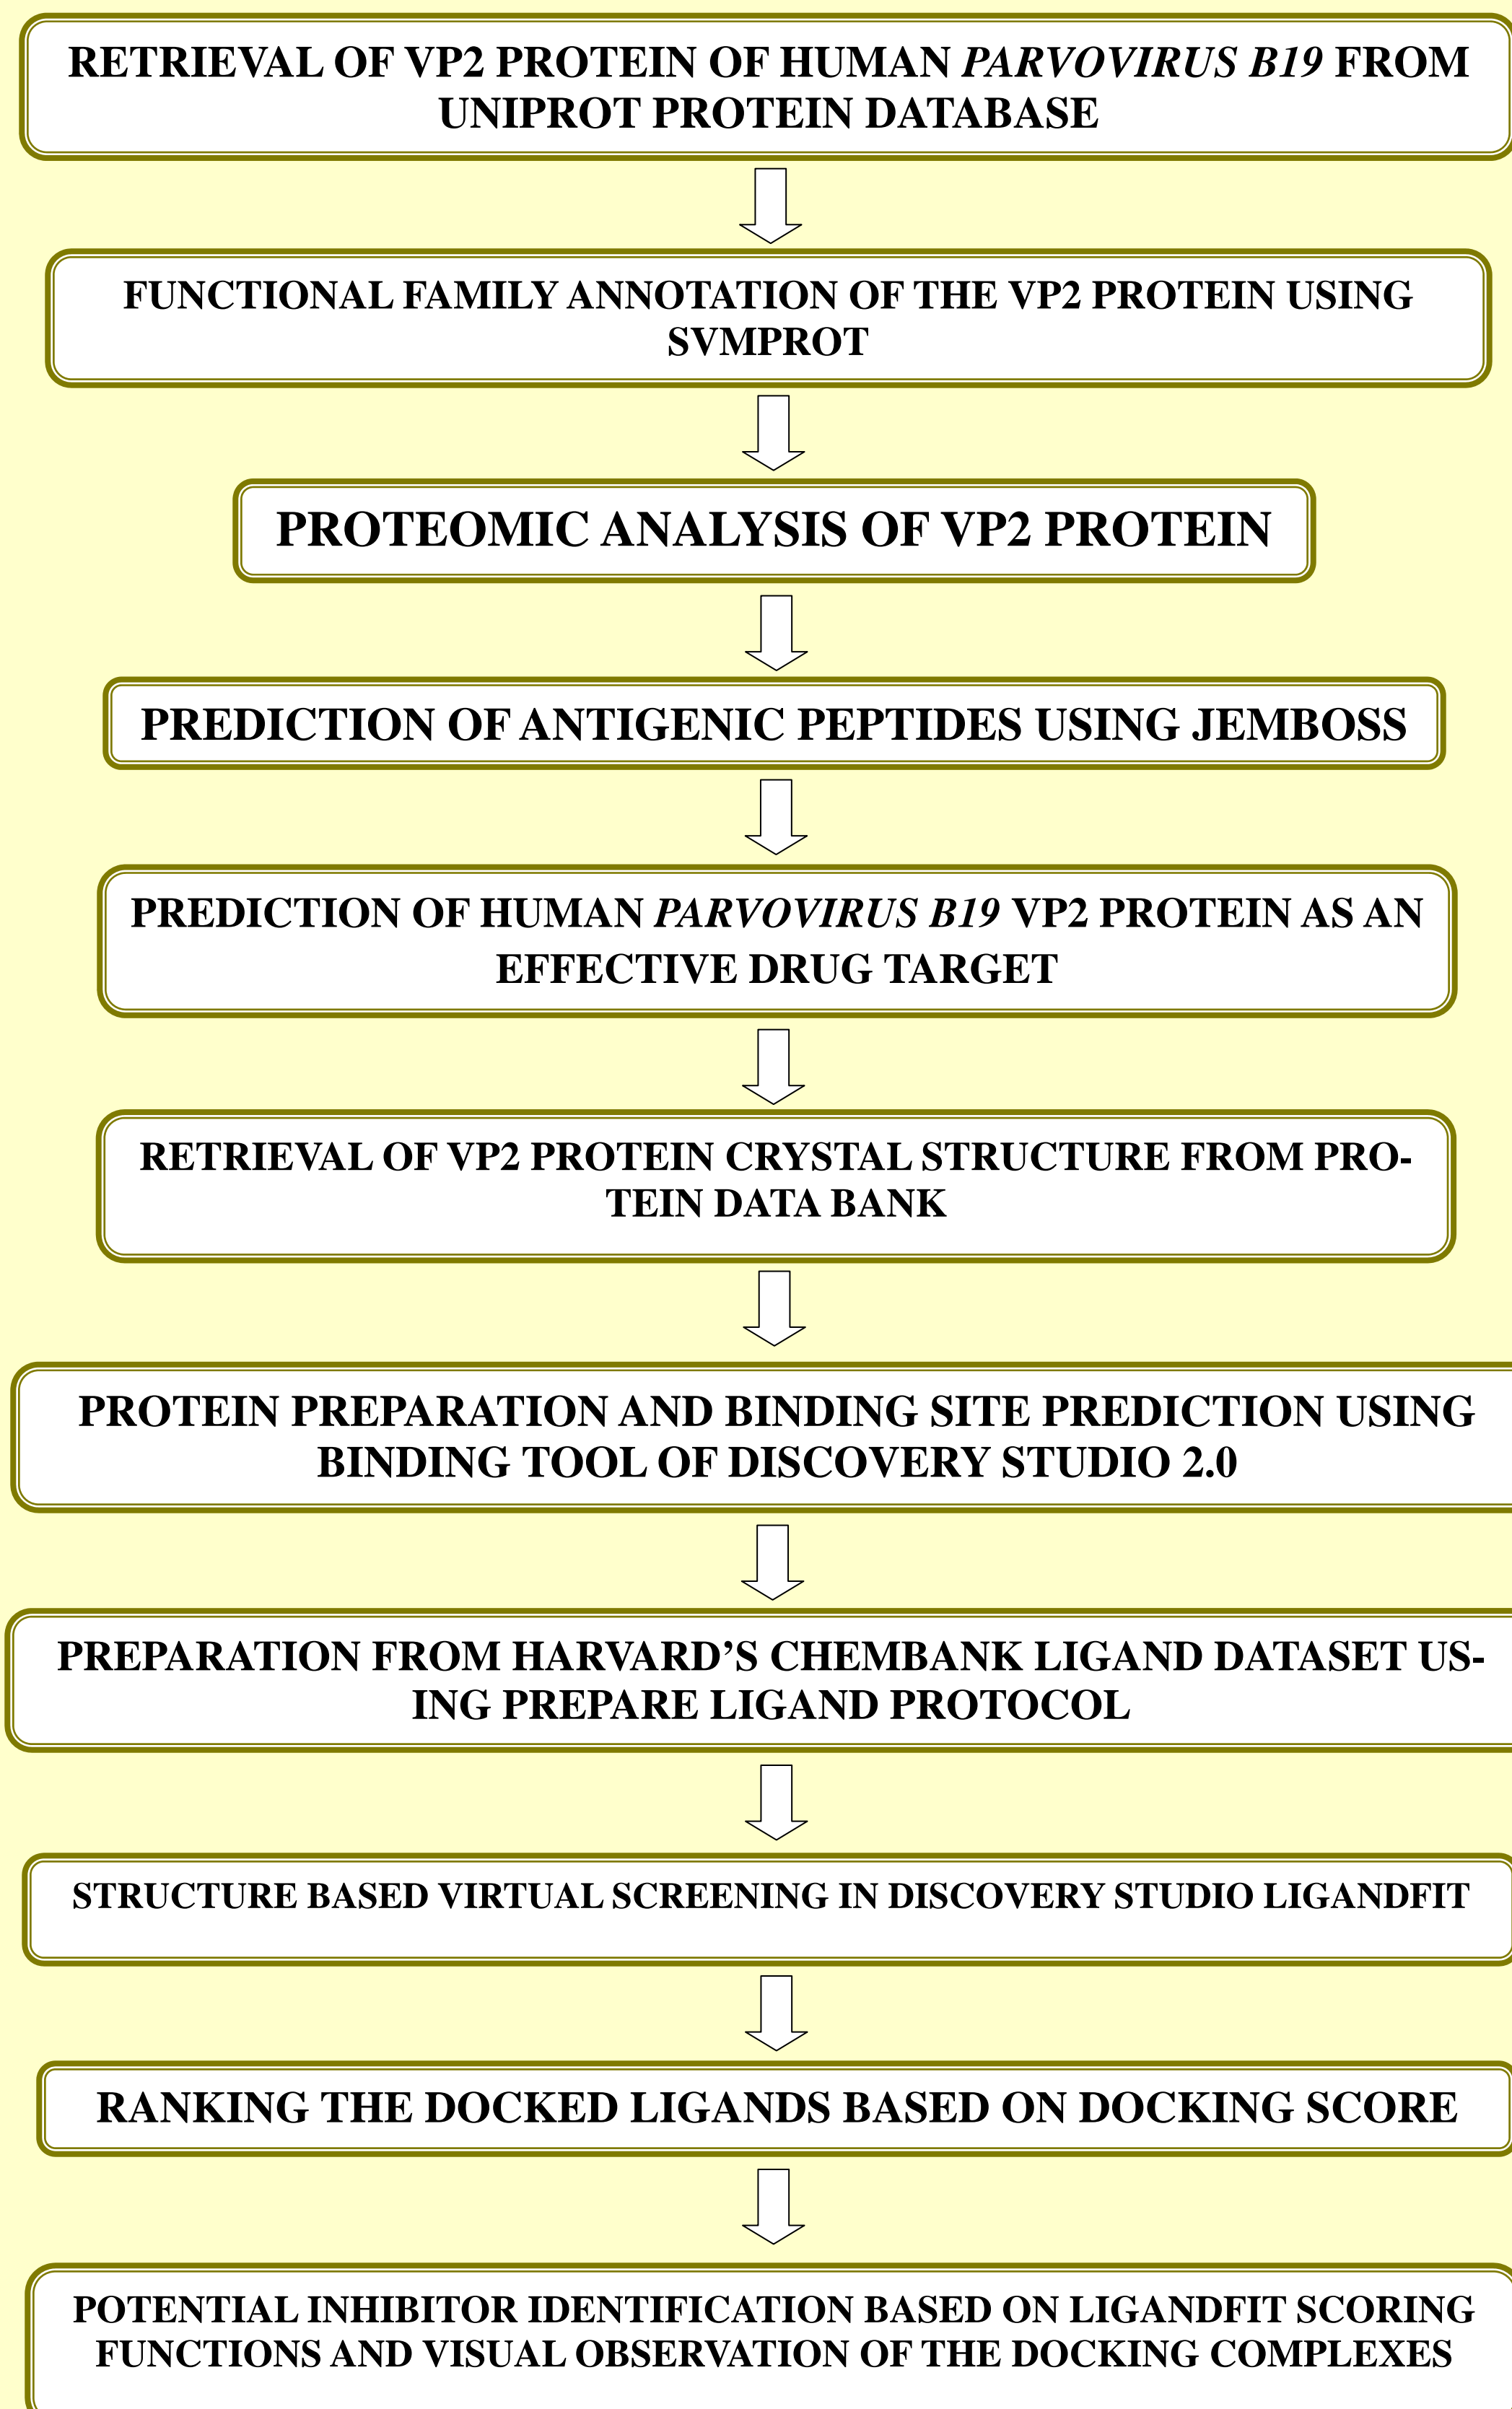 RETRIEVAL OF VP2 PROTEIN OF HUMAN PARVOVIRUS B19 FROM
UNIPROT PROTEIN DATABASE
FUNCTIONAL FAMILY ANNOTATION OF THE VP2 PROTEIN USING
SVMPROT
PROTEOMIC ANALYSIS OF VP2 PROTEIN
PREDICTION OF ANTIGENIC PEPTIDES USING JEMBOSS
PREDICTION OF HUMAN PARVOVIRUS B19 VP2 PROTEIN AS AN
EFFECTIVE DRUG TARGET
RETRIEVAL OF VP2 PROTEIN CRYSTAL STRUCTURE FROM PRO-
TEIN DATA BANK
PROTEIN PREPARATION AND BINDING SITE PREDICTION USING
BINDING TOOL OF DISCOVERY STUDIO 2.0
PREPARATION FROM HARVARD’S CHEMBANK LIGAND DATASET US-
ING PREPARE LIGAND PROTOCOL
STRUCTURE BASED VIRTUAL SCREENING IN DISCOVERY STUDIO LIGANDFIT
RANKING THE DOCKED LIGANDS BASED ON DOCKING SCORE
POTENTIAL INHIBITOR IDENTIFICATION BASED ON LIGANDFIT SCORING
FUNCTIONS AND VISUAL OBSERVATION OF THE DOCKING COMPLEXES